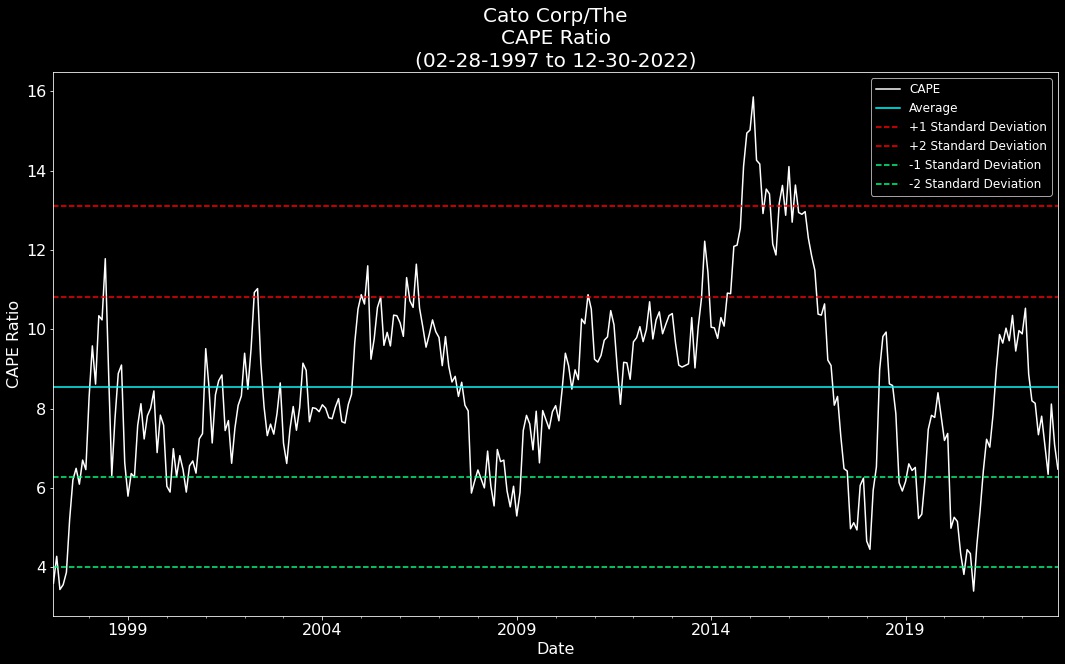 Cato Corp/The
CAPE Ratio
(02-28-1997 to 12-30-2022)
CAPE
Average
+1 Standard Deviation
+2 Standard Deviation
-1 Standard Deviation
-2 Standard Deviation
CAPE Ratio
16
14
12
10
8
6
4
1999
2004
2009
2014
2019
Date